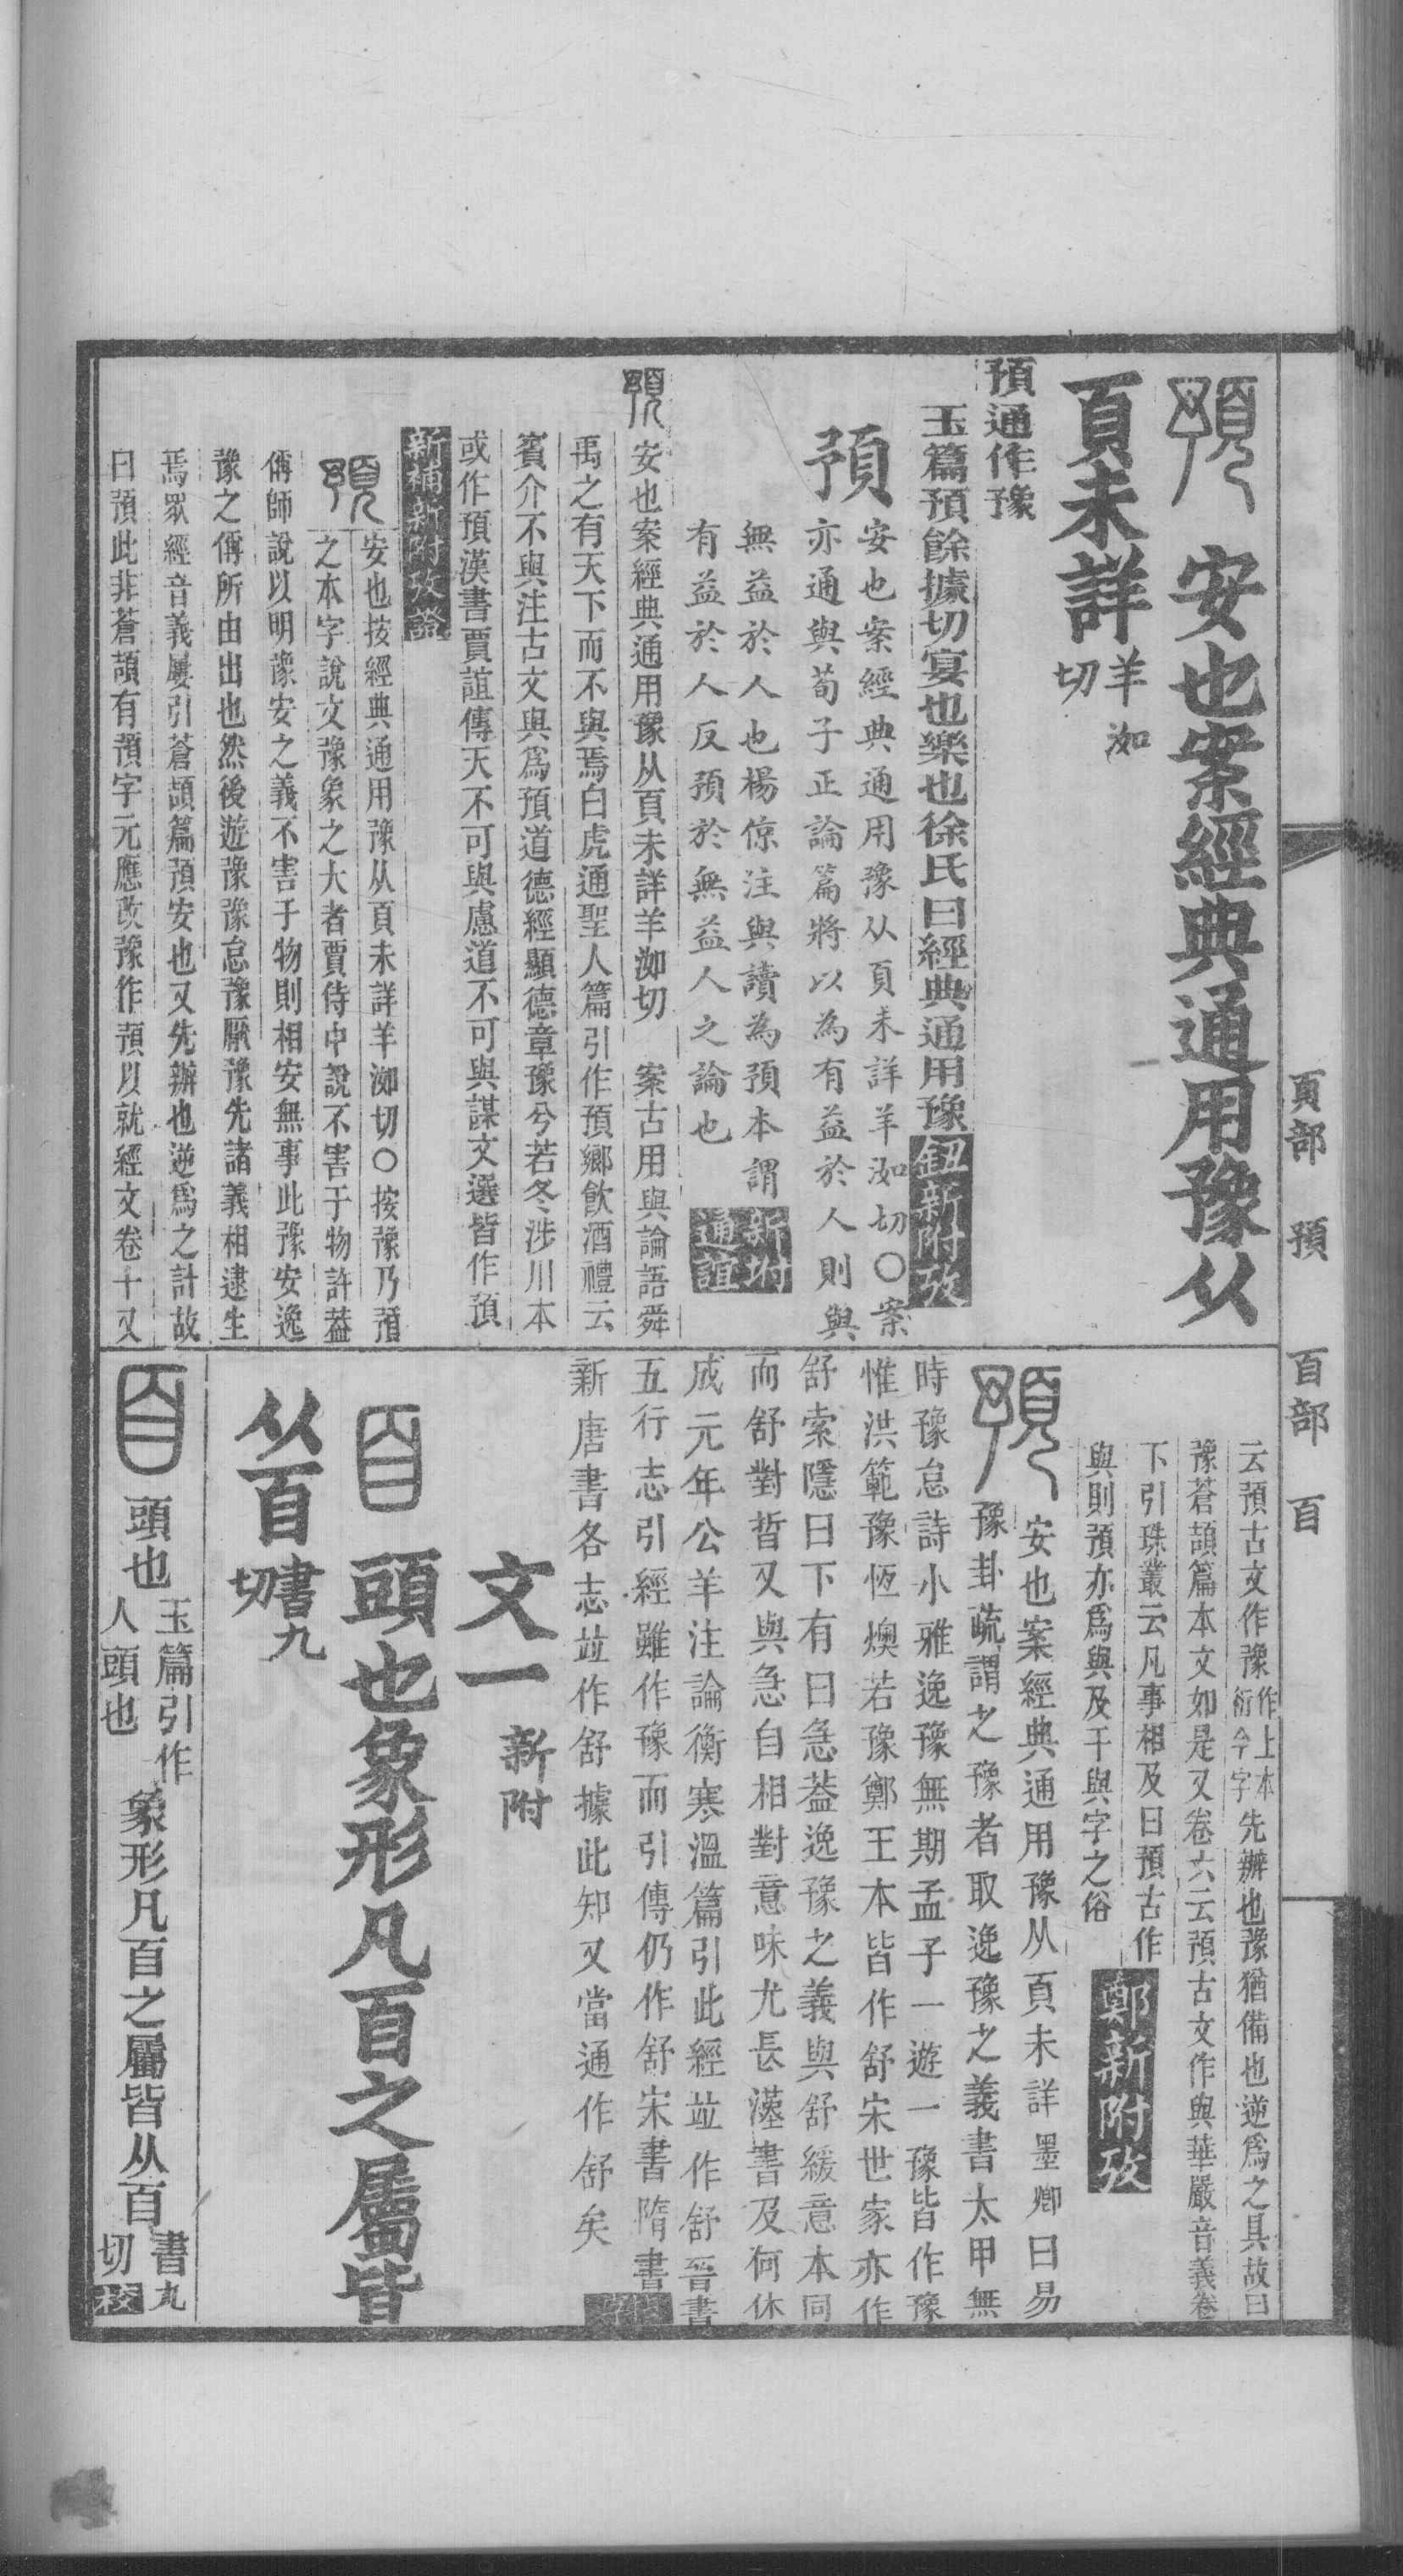 預 安也案經典通用豫从
頁未詳 羊洳切
預通作豫
玉篇預餘據切宴也樂也徐氏曰經典通用豫 鈕新附攷
預 安也案經典通用豫从頁未詳羊洳切○案
亦通與荀子正論篇將以為有益於人則與
無益於人也楊倞注與讀為預本謂
有益於人反預於無益人之論也 新坿通誼
預 安也案經典通用豫从頁未詳羊洳切 案古用與論語舜
禹之有天下而不與焉白虎通聖人篇引作預鄉飲酒禮云
賓介不與注古文與爲預道德經顯德章豫兮若冬涉川本
或作預漢書賈誼傳天不可與慮道不可與謀文選皆作預
新補新附攷證
預 安也按經典通用豫从頁未詳羊洳切○按豫乃預
之本字說文豫象之大者賈侍中說不害于物許葢
偁師說以明豫安之義不害于物則相安無事此豫安逸
豫之偁所由出也然後遊豫豫怠豫厭豫先諸義相逮生
焉眾經音義屢引蒼頡篇預安也又先辦也逆爲之計故
曰預此非蒼頡有預字元應改豫作預以就經文卷十又
云預古文作豫 作上本衍今字 先辦也豫猶備也逆爲之具故曰
豫蒼頡篇本文如是又卷六云預古文作與華嚴音義卷
下引珠叢云凡事相及曰預古作
與則預亦爲與及干與字之俗 鄭新附攷
預 安也案經典通用豫从頁未詳墨卿曰易
豫卦疏謂之豫者取逸豫之義書太甲無
時豫怠詩小雅逸豫無期孟子一遊一豫皆作豫
惟洪範豫恆燠若豫鄭王本皆作舒宋世家亦作
舒索隱曰下有曰急葢逸豫之義與舒緩意本同
而舒對晢又與急自相對意味尤長漢書及何休
成元年公羊注論衡寒溫篇引此經竝作舒晉書
五行志引經雖作豫而引傳仍作舒宋書隋書
新唐書各志竝作舒據此知又當通作舒矣
文一 新附
𦣻 頭也象形凡𦣻之屬皆
从𦣻 書九切
𦣻 頭也 玉篇引作人頭也 象形凡𦣻之屬皆从𦣻 書九切 校
頁部 預 𦣻部 𦣻